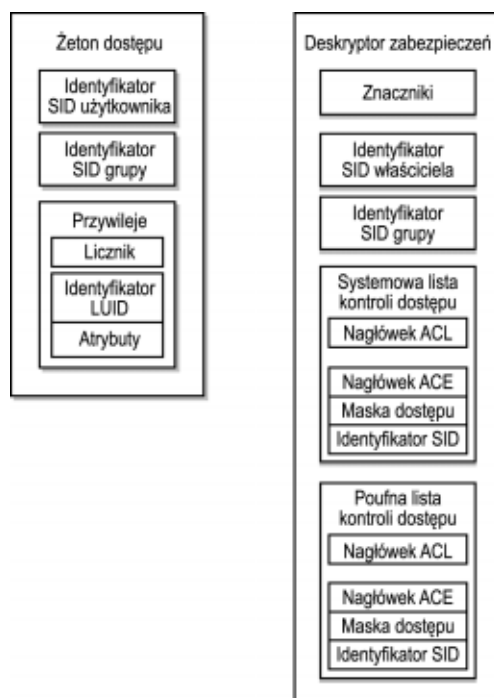 Żeton dostępu
Identyfikator
SID użytkownika
Identyfikator
SID grupy
Przywileje
Licznik
Identyfikator
LUID
Atrybuty
Deskryptor zabezpieczeń
Znaczniki
Identyfikator
SID właściciela
Identyfikator
SID grupy
Systemowa lista
kontroli dostępu
Nagłówek ACL
Nagłówek ACE
Maska dostępu
Identyfikator SID
Poufna lista
kontroli dostępu
Nagłówek ACL
Nagłówek ACE
Maska dostępu
Identyfikator SID